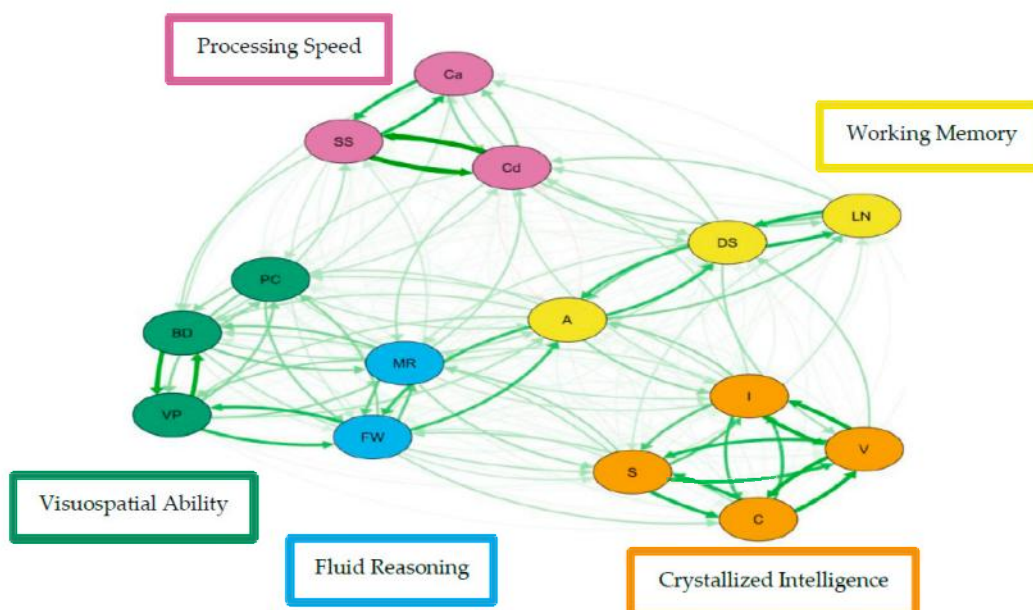 Processing Speed
Ca
SS
Cd
Working Memory
LN
DS
PC
A
BD
MR
VP
FW
I
V
S
C
Visuospatial Ability
Fluid Reasoning
Crystallized Intelligence